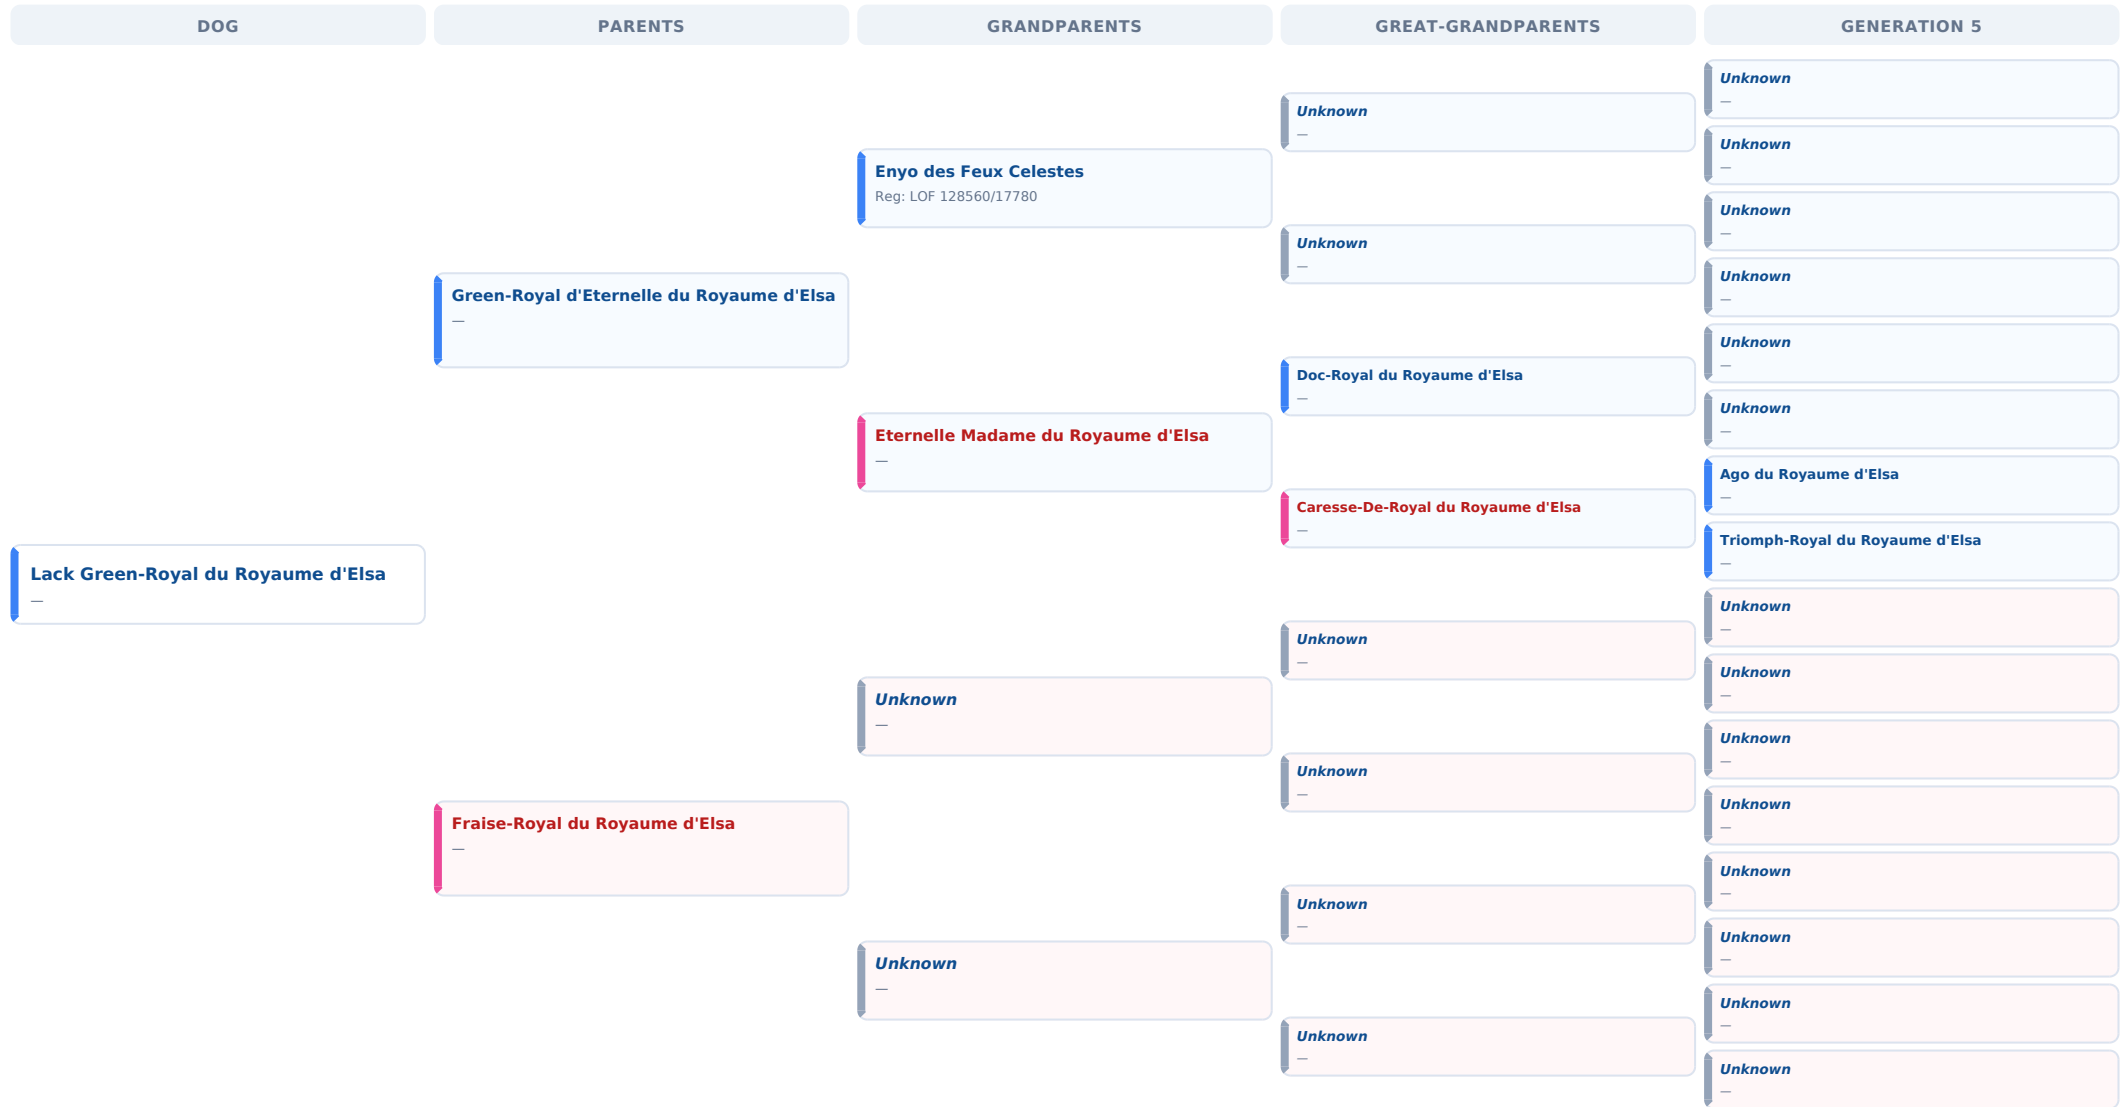 DOG
PARENTS
GRANDPARENTS
GREAT-GRANDPARENTS
GENERATION 5
Lack Green-Royal du Royaume d'Elsa
—
Green-Royal d'Eternelle du Royaume d'Elsa
—
Fraise-Royal du Royaume d'Elsa
—
Enyo des Feux Celestes
Reg: LOF 128560/17780
Eternelle Madame du Royaume d'Elsa
—
Unknown
—
Unknown
—
Unknown
—
Unknown
—
Doc-Royal du Royaume d'Elsa
—
Caresse-De-Royal du Royaume d'Elsa
—
Unknown
—
Unknown
—
Unknown
—
Unknown
—
Unknown
—
Unknown
—
Unknown
—
Unknown
—
Unknown
—
Unknown
—
Ago du Royaume d'Elsa
—
Triomph-Royal du Royaume d'Elsa
—
Unknown
—
Unknown
—
Unknown
—
Unknown
—
Unknown
—
Unknown
—
Unknown
—
Unknown
—